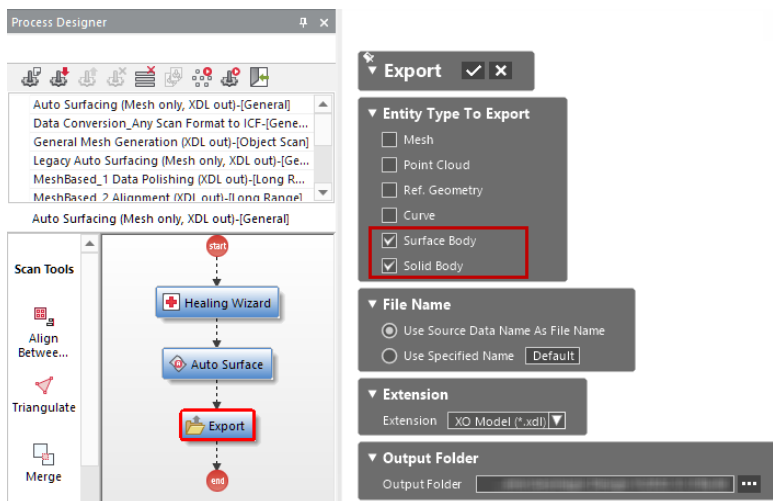 Process Designer
Auto Surfacing (Mesh only, XDL out)-[General]
Data Conversion_Any Scan Format to ICF-[Gene...
General Mesh Generation (XDL out)-[Object Scan]
Legacy Auto Surfacing (Mesh only, XDL out)-[Ge...
MeshBased_1 Data Polishing (XDL out)-[Long R...
MeshBased_2 Alignment (XDL out)-[Long Range]
Auto Surfacing (Mesh only, XDL out)-[General]
Scan Tools
Align
Betwee...
Triangulate
Merge
start
Healing Wizard
Auto Surface
Export
end
Export
Entity Type To Export
Mesh
Point Cloud
Ref. Geometry
Curve
Surface Body
Solid Body
File Name
Use Source Data Name As File Name
Use Specified Name Default
Extension
Extension XO Model (*.xdl)
Output Folder
Output Folder ...